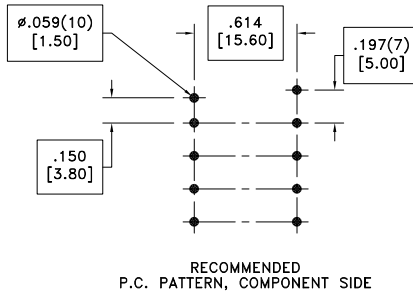 ø.059(10)
[1.50]
.614
[15.60]
.197(7)
[5.00]
.150
[3.80]
RECOMMENDED
P.C. PATTERN, COMPONENT SIDE